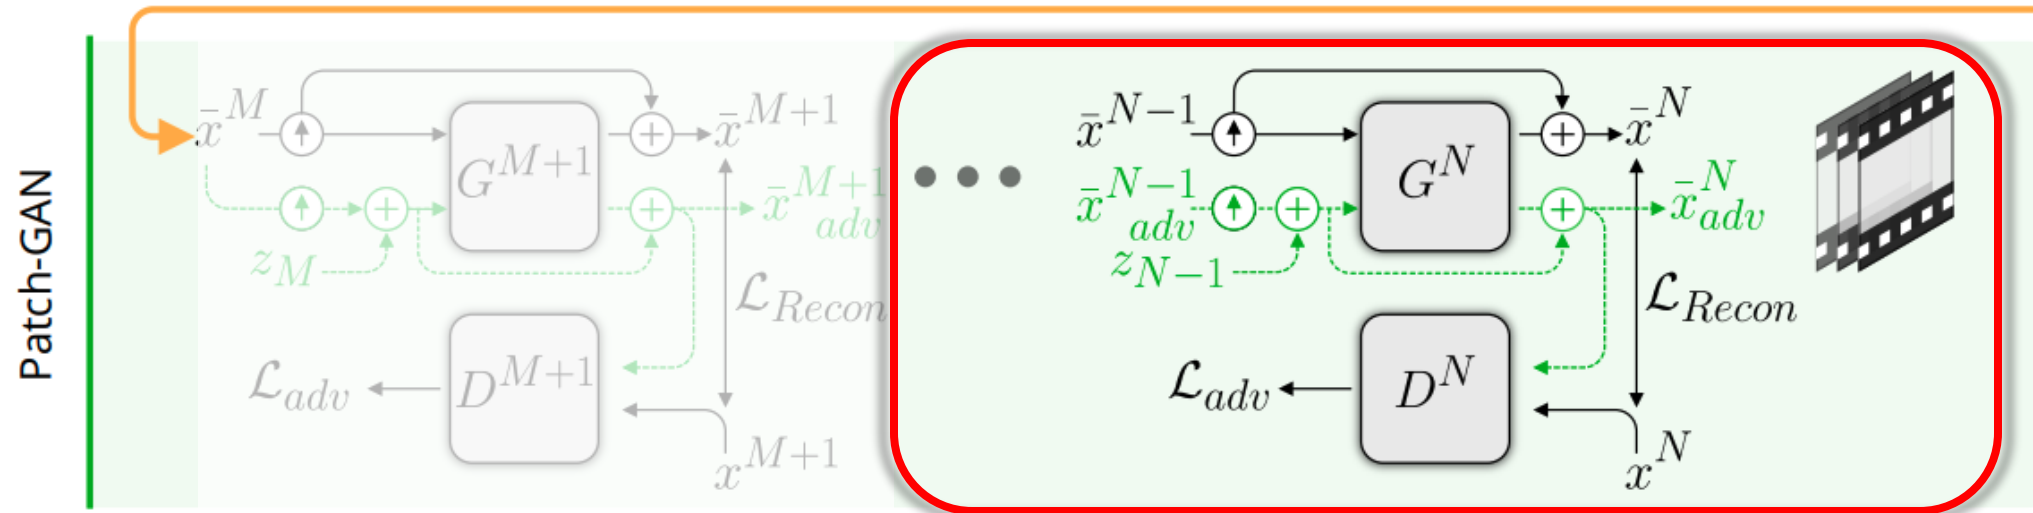 Patch-GAN
x̄^M
x̄^{M+1}
G^{M+1}
x̄^{M+1}_{adv}
z_M
ℒ_{Recon}
ℒ_{adv}
D^{M+1}
x^{M+1}
x̄^{N-1}
x̄^N
G^N
x̄^{N-1}_{adv}
x̄^N_{adv}
z_{N-1}
ℒ_{Recon}
ℒ_{adv}
D^N
x^N